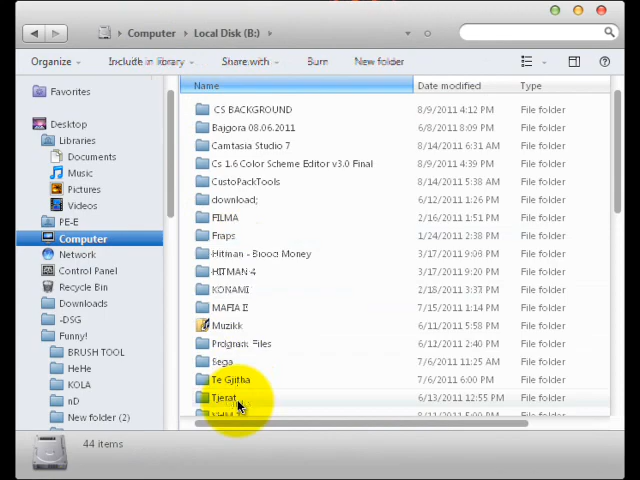 Computer Local Disk (B:)
Organize Include in library Share with Burn New folder
Favorites
Desktop
Libraries
Documents
Music
Pictures
Videos
PE-E
Computer
Network
Control Panel
Recycle Bin
Downloads
-DSG
Funny!
BRUSH TOOL
HeHe
KOLA
nD
New folder (2)
Name Date modified Type
CS BACKGROUND 8/9/2011 4:12 PM File folder
Bajgora 08.06.2011 6/8/2011 8:09 PM File folder
Camtasia Studio 7 8/14/2011 6:31 AM File folder
Cs 1.6 Color Scheme Editor v3.0 Final 8/9/2011 4:39 PM File folder
CustoPackTools 8/14/2011 5:38 AM File folder
download; 6/12/2011 1:26 PM File folder
FILMA 2/16/2011 1:51 PM File folder
Fraps 1/24/2011 2:38 PM File folder
Hitman - Blood Money 3/17/2011 9:06 PM File folder
HITMAN 4 3/17/2011 9:20 PM File folder
KONAMI 2/18/2011 3:37 PM File folder
MAFIA II 7/15/2011 1:14 PM File folder
Muzikk 6/11/2011 5:58 PM File folder
Program Files 6/12/2011 2:40 PM File folder
Sega 7/6/2011 11:25 AM File folder
Te Gjitha 7/6/2011 6:00 PM File folder
Tjerat 6/13/2011 12:55 PM File folder
8/11/2011 5:00 PM File folder
44 items